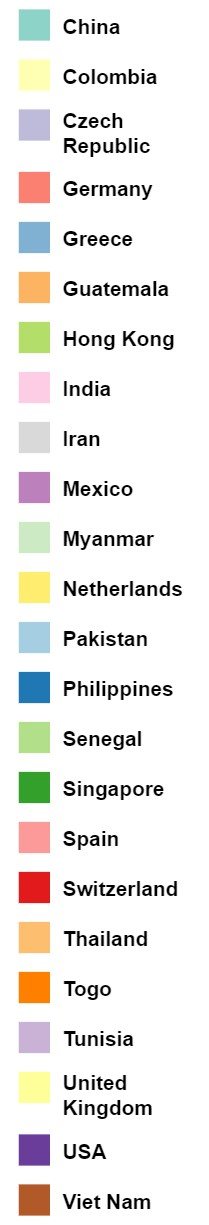 China
Colombia
Czech
Republic
Germany
Greece
Guatemala
Hong Kong
India
Iran
Mexico
Myanmar
Netherlands
Pakistan
Philippines
Senegal
Singapore
Spain
Switzerland
Thailand
Togo
Tunisia
United
Kingdom
USA
Viet Nam